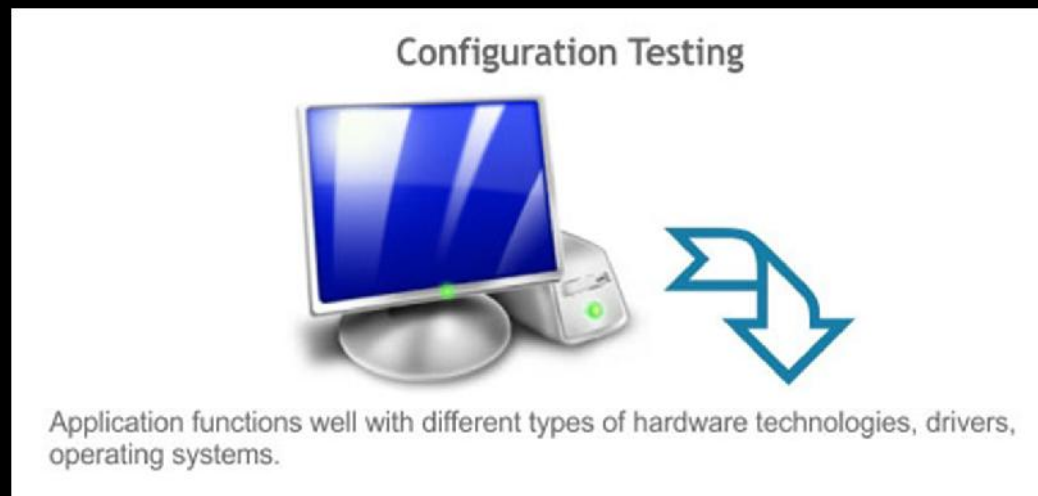 Configuration Testing
Application functions well with different types of hardware technologies, drivers,
operating systems.